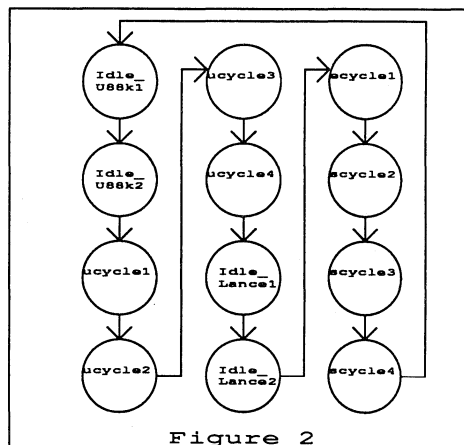 Idle_
U88k1
Idle_
U88k2
ucycle1
ucycle2
ucycle3
ucycle4
Idle_
Lance1
Idle_
Lance2
scycle1
scycle2
scycle3
scycle4
Figure 2